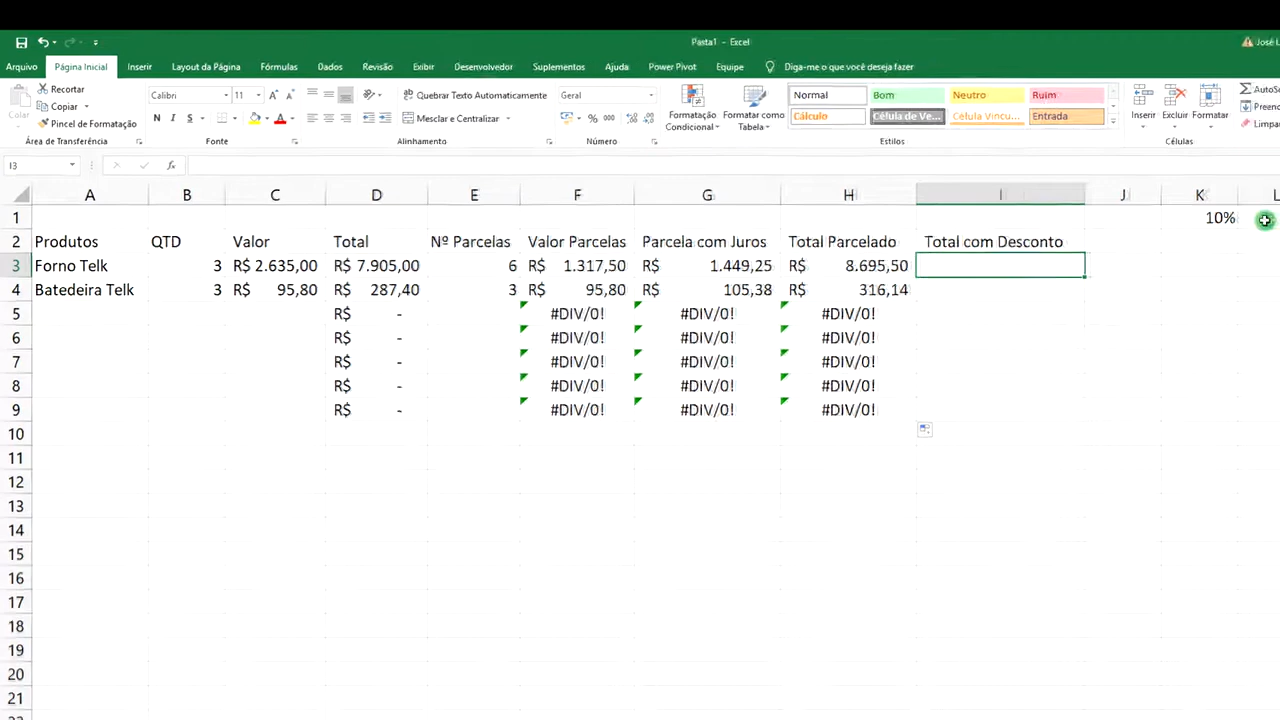 Pasta1 - Excel
José L
Arquivo Página Inicial Inserir Layout da Página Fórmulas Dados Revisão Exibir Desenvolvedor Suplementos Ajuda Power Pivot Equipe Diga-me o que você deseja fazer
Colar
Recortar
Copiar
Pincel de Formatação
Área de Transferência
Calibri 11
N I S
Fonte
Quebrar Texto Automaticamente
Mesclar e Centralizar
Alinhamento
Geral
% 000
Número
Formatação Condicional
Formatar como Tabela
Normal Bom Neutro Ruim
Cálculo Célula de Ve... Célula Vincu... Entrada
Estilos
Inserir Excluir Formatar
Células
AutoSo
Preenc
Limpa
I3 fx
A B C D E F G H I J K L
1 10%
2 Produtos QTD Valor Total Nº Parcelas Valor Parcelas Parcela com Juros Total Parcelado Total com Desconto
3 Forno Telk 3 R$ 2.635,00 R$ 7.905,00 6 R$ 1.317,50 R$ 1.449,25 R$ 8.695,50
4 Batedeira Telk 3 R$ 95,80 R$ 287,40 3 R$ 95,80 R$ 105,38 R$ 316,14
5 R$ - #DIV/0! #DIV/0! #DIV/0!
6 R$ - #DIV/0! #DIV/0! #DIV/0!
7 R$ - #DIV/0! #DIV/0! #DIV/0!
8 R$ - #DIV/0! #DIV/0! #DIV/0!
9 R$ - #DIV/0! #DIV/0! #DIV/0!
10
11
12
13
14
15
16
17
18
19
20
21